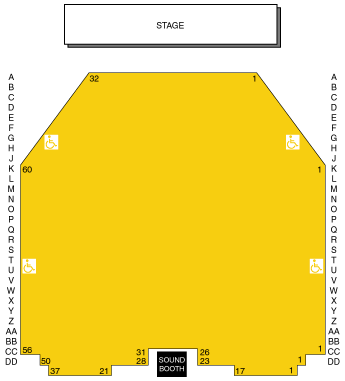 STAGE
A 32 1 A
B B
C C
D D
E E
F F
G G
H H
J J
K 60 1 K
L L
M M
N N
O O
P P
Q Q
R R
S S
T T
U U
V V
W W
X X
Y Y
Z Z
AA AA
BB BB
CC 56 31 26 1 CC
DD 50 28 SOUND 23 1 DD
37 21 BOOTH 17 1